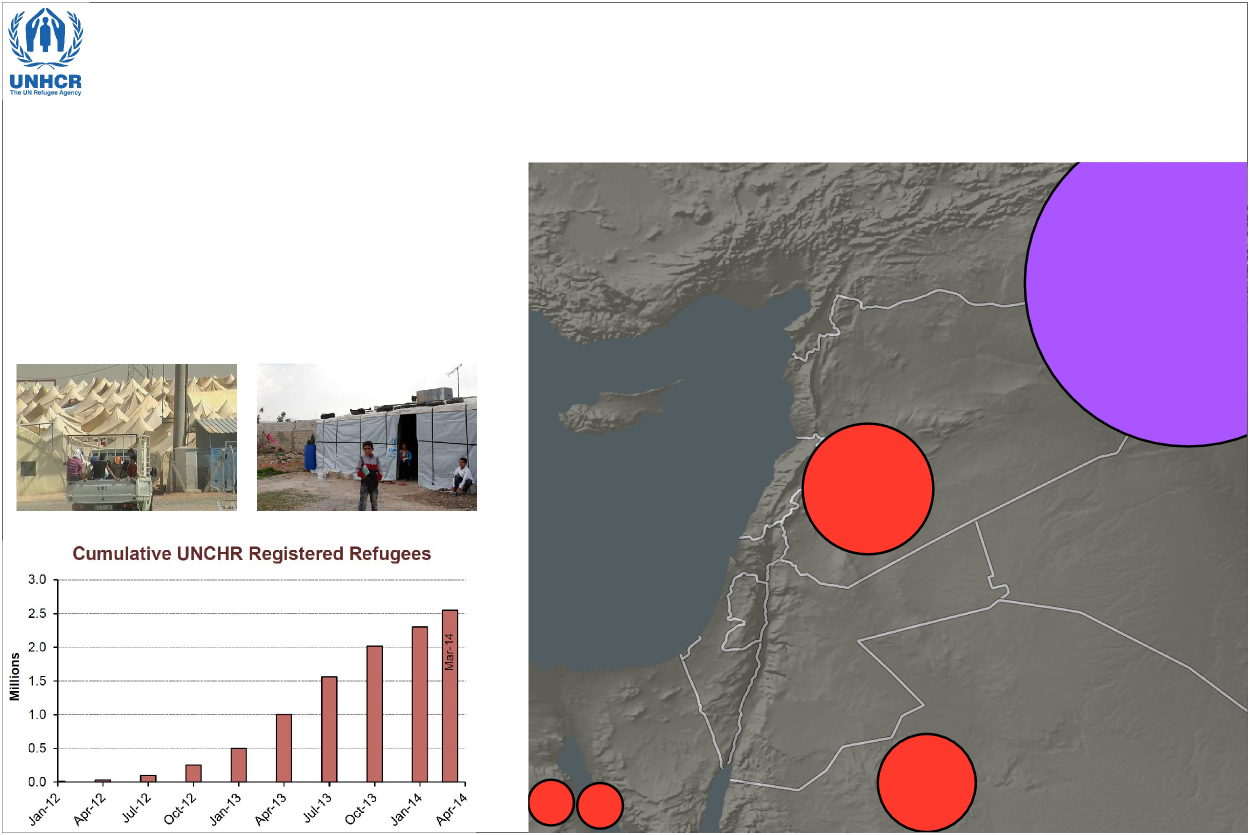 UNHCR
The UN Refugee Agency
Cumulative UNCHR Registered Refugees
3.0
2.5
2.0
1.5
1.0
0.5
0.0
Millions
Mar-14
Jan-12
Apr-12
Jul-12
Oct-12
Jan-13
Apr-13
Jul-13
Oct-13
Jan-14
Apr-14